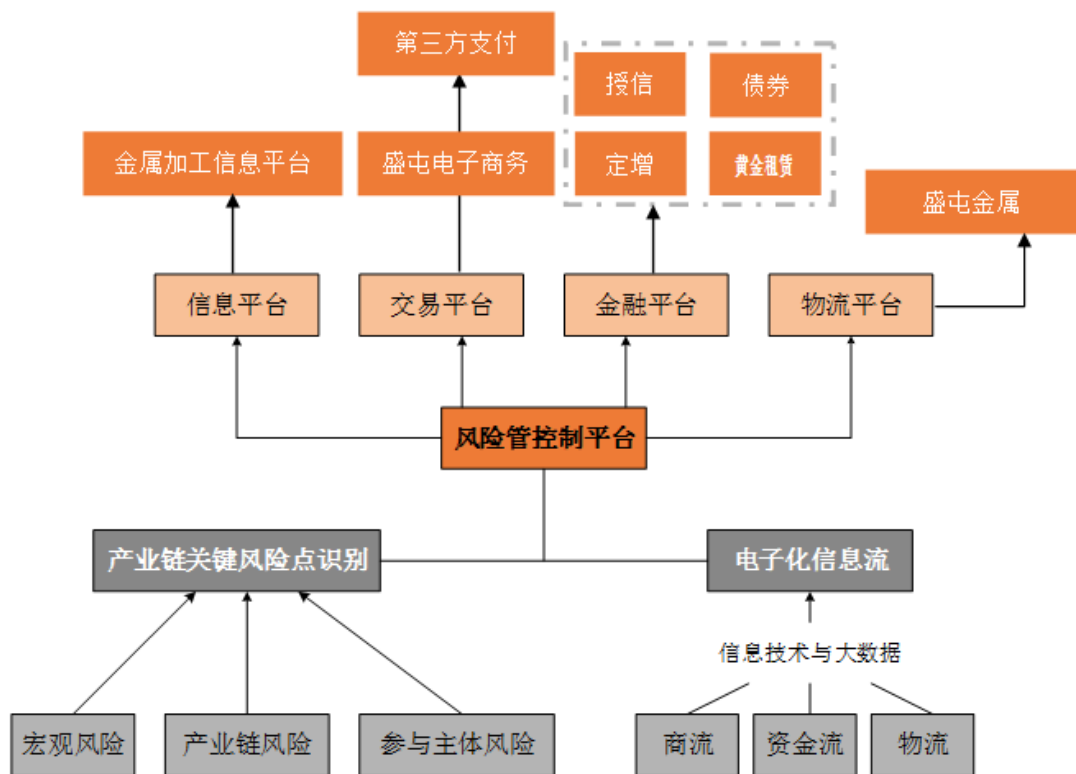 第三方支付
授信
债券
金属加工信息平台
盛屯电子商务
定增
黄金租赁
盛屯金属
信息平台
交易平台
金融平台
物流平台
风险管控制平台
产业链关键风险点识别
电子化信息流
信息技术与大数据
宏观风险
产业链风险
参与主体风险
商流
资金流
物流